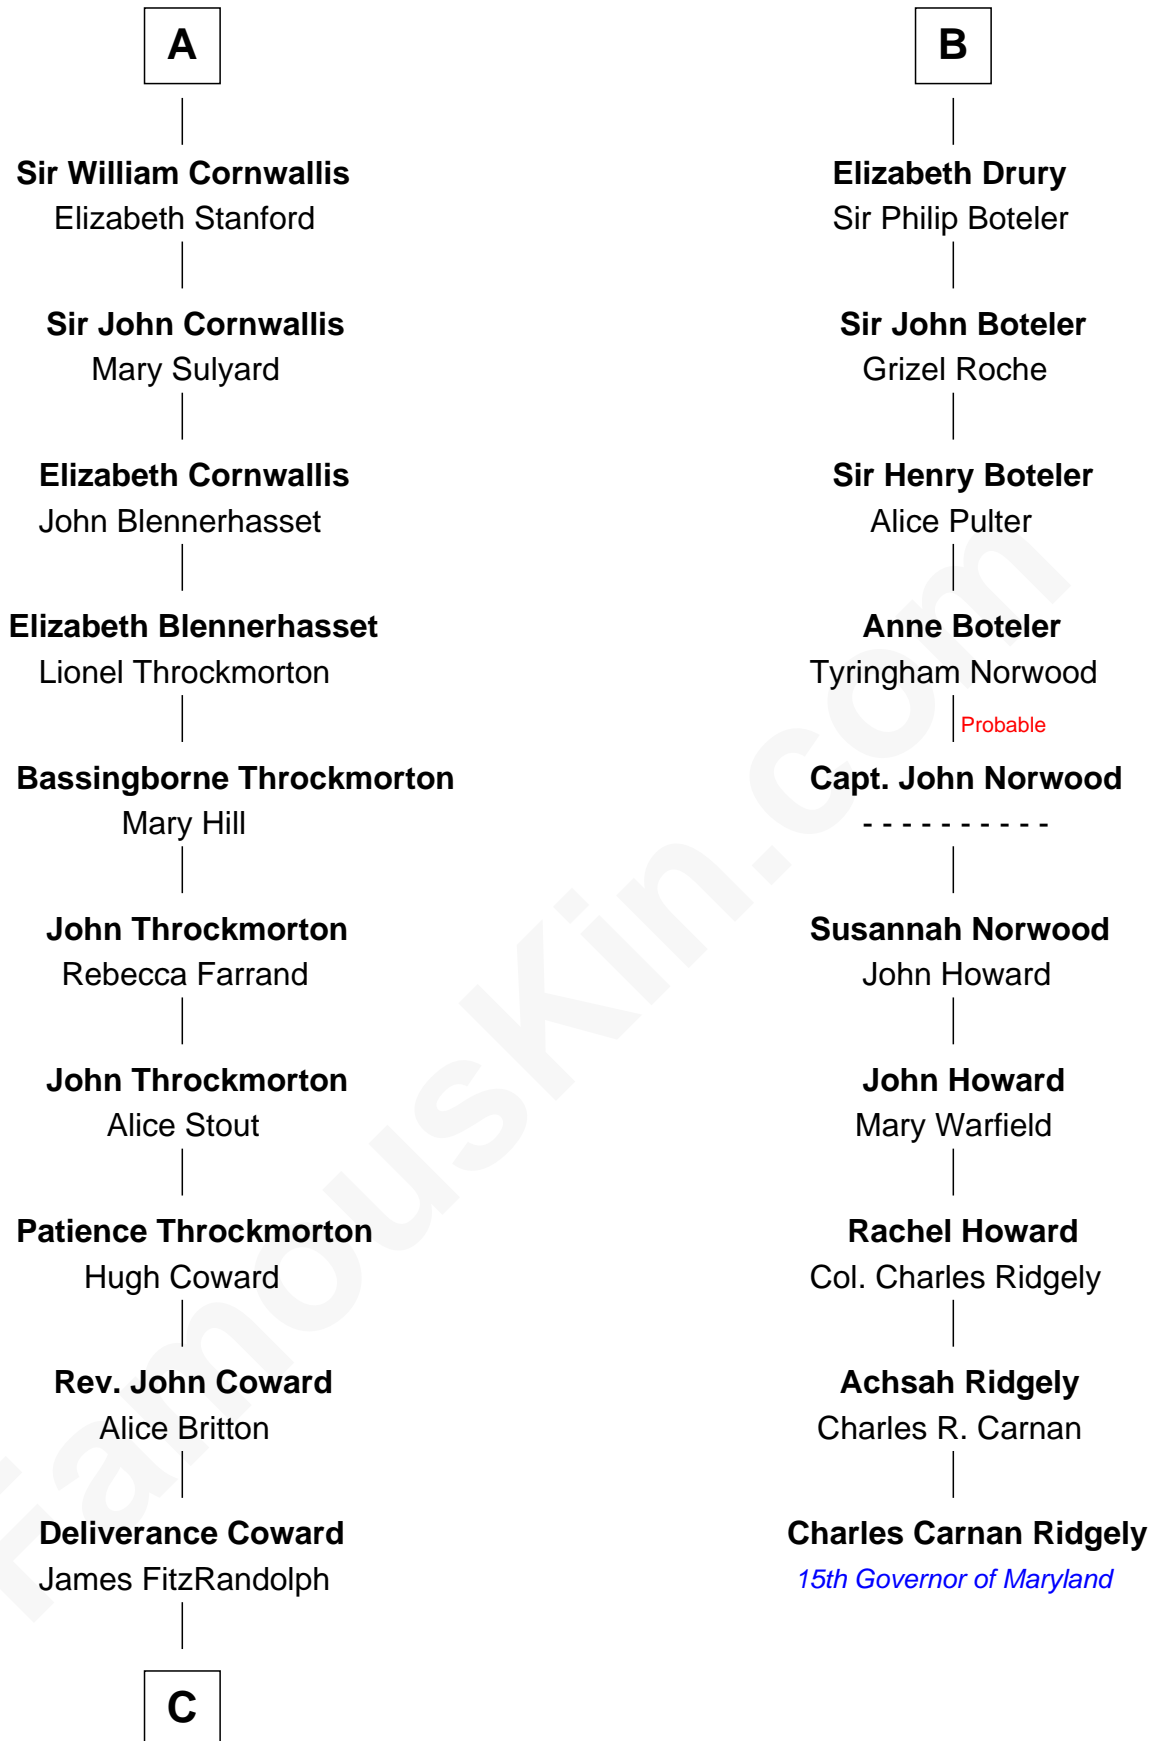 A
Sir William Cornwallis
Elizabeth Stanford
Sir John Cornwallis
Mary Sulyard
Elizabeth Cornwallis
John Blennerhasset
Elizabeth Blennerhasset
Lionel Throckmorton
Bassingborne Throckmorton
Mary Hill
John Throckmorton
Rebecca Farrand
John Throckmorton
Alice Stout
Patience Throckmorton
Hugh Coward
Rev. John Coward
Alice Britton
Deliverance Coward
James FitzRandolph
C
B
Elizabeth Drury
Sir Philip Boteler
Sir John Boteler
Grizel Roche
Sir Henry Boteler
Alice Pulter
Anne Boteler
Tyringham Norwood
Probable
Capt. John Norwood
- - - - - - - - - -
Susannah Norwood
John Howard
John Howard
Mary Warfield
Rachel Howard
Col. Charles Ridgely
Achsah Ridgely
Charles R. Carnan
Charles Carnan Ridgely
15th Governor of Maryland
FamousKin.com